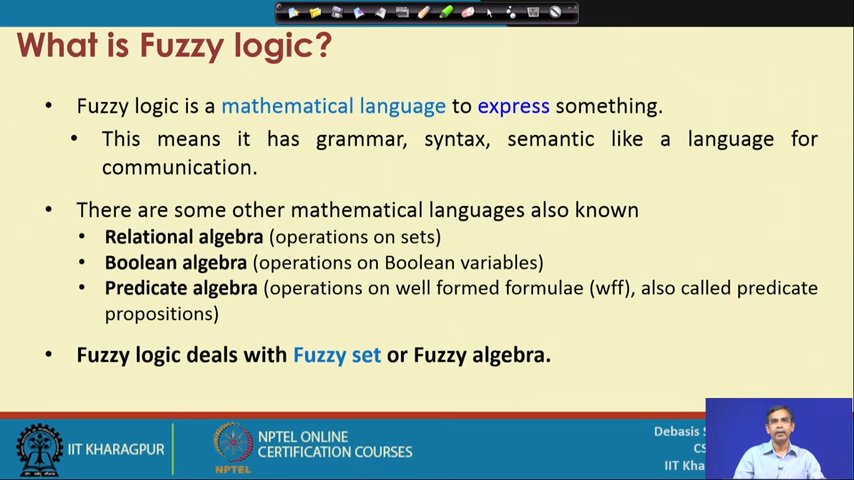 What is Fuzzy logic?
• Fuzzy logic is a mathematical language to express something.
• This means it has grammar, syntax, semantic like a language for
communication.
• There are some other mathematical languages also known
• Relational algebra (operations on sets)
• Boolean algebra (operations on Boolean variables)
• Predicate algebra (operations on well formed formulae (wff), also called predicate
propositions)
• Fuzzy logic deals with Fuzzy set or Fuzzy algebra.
IIT KHARAGPUR
NPTEL
NPTEL ONLINE
CERTIFICATION COURSES
Debasis S
CS
IIT Kha